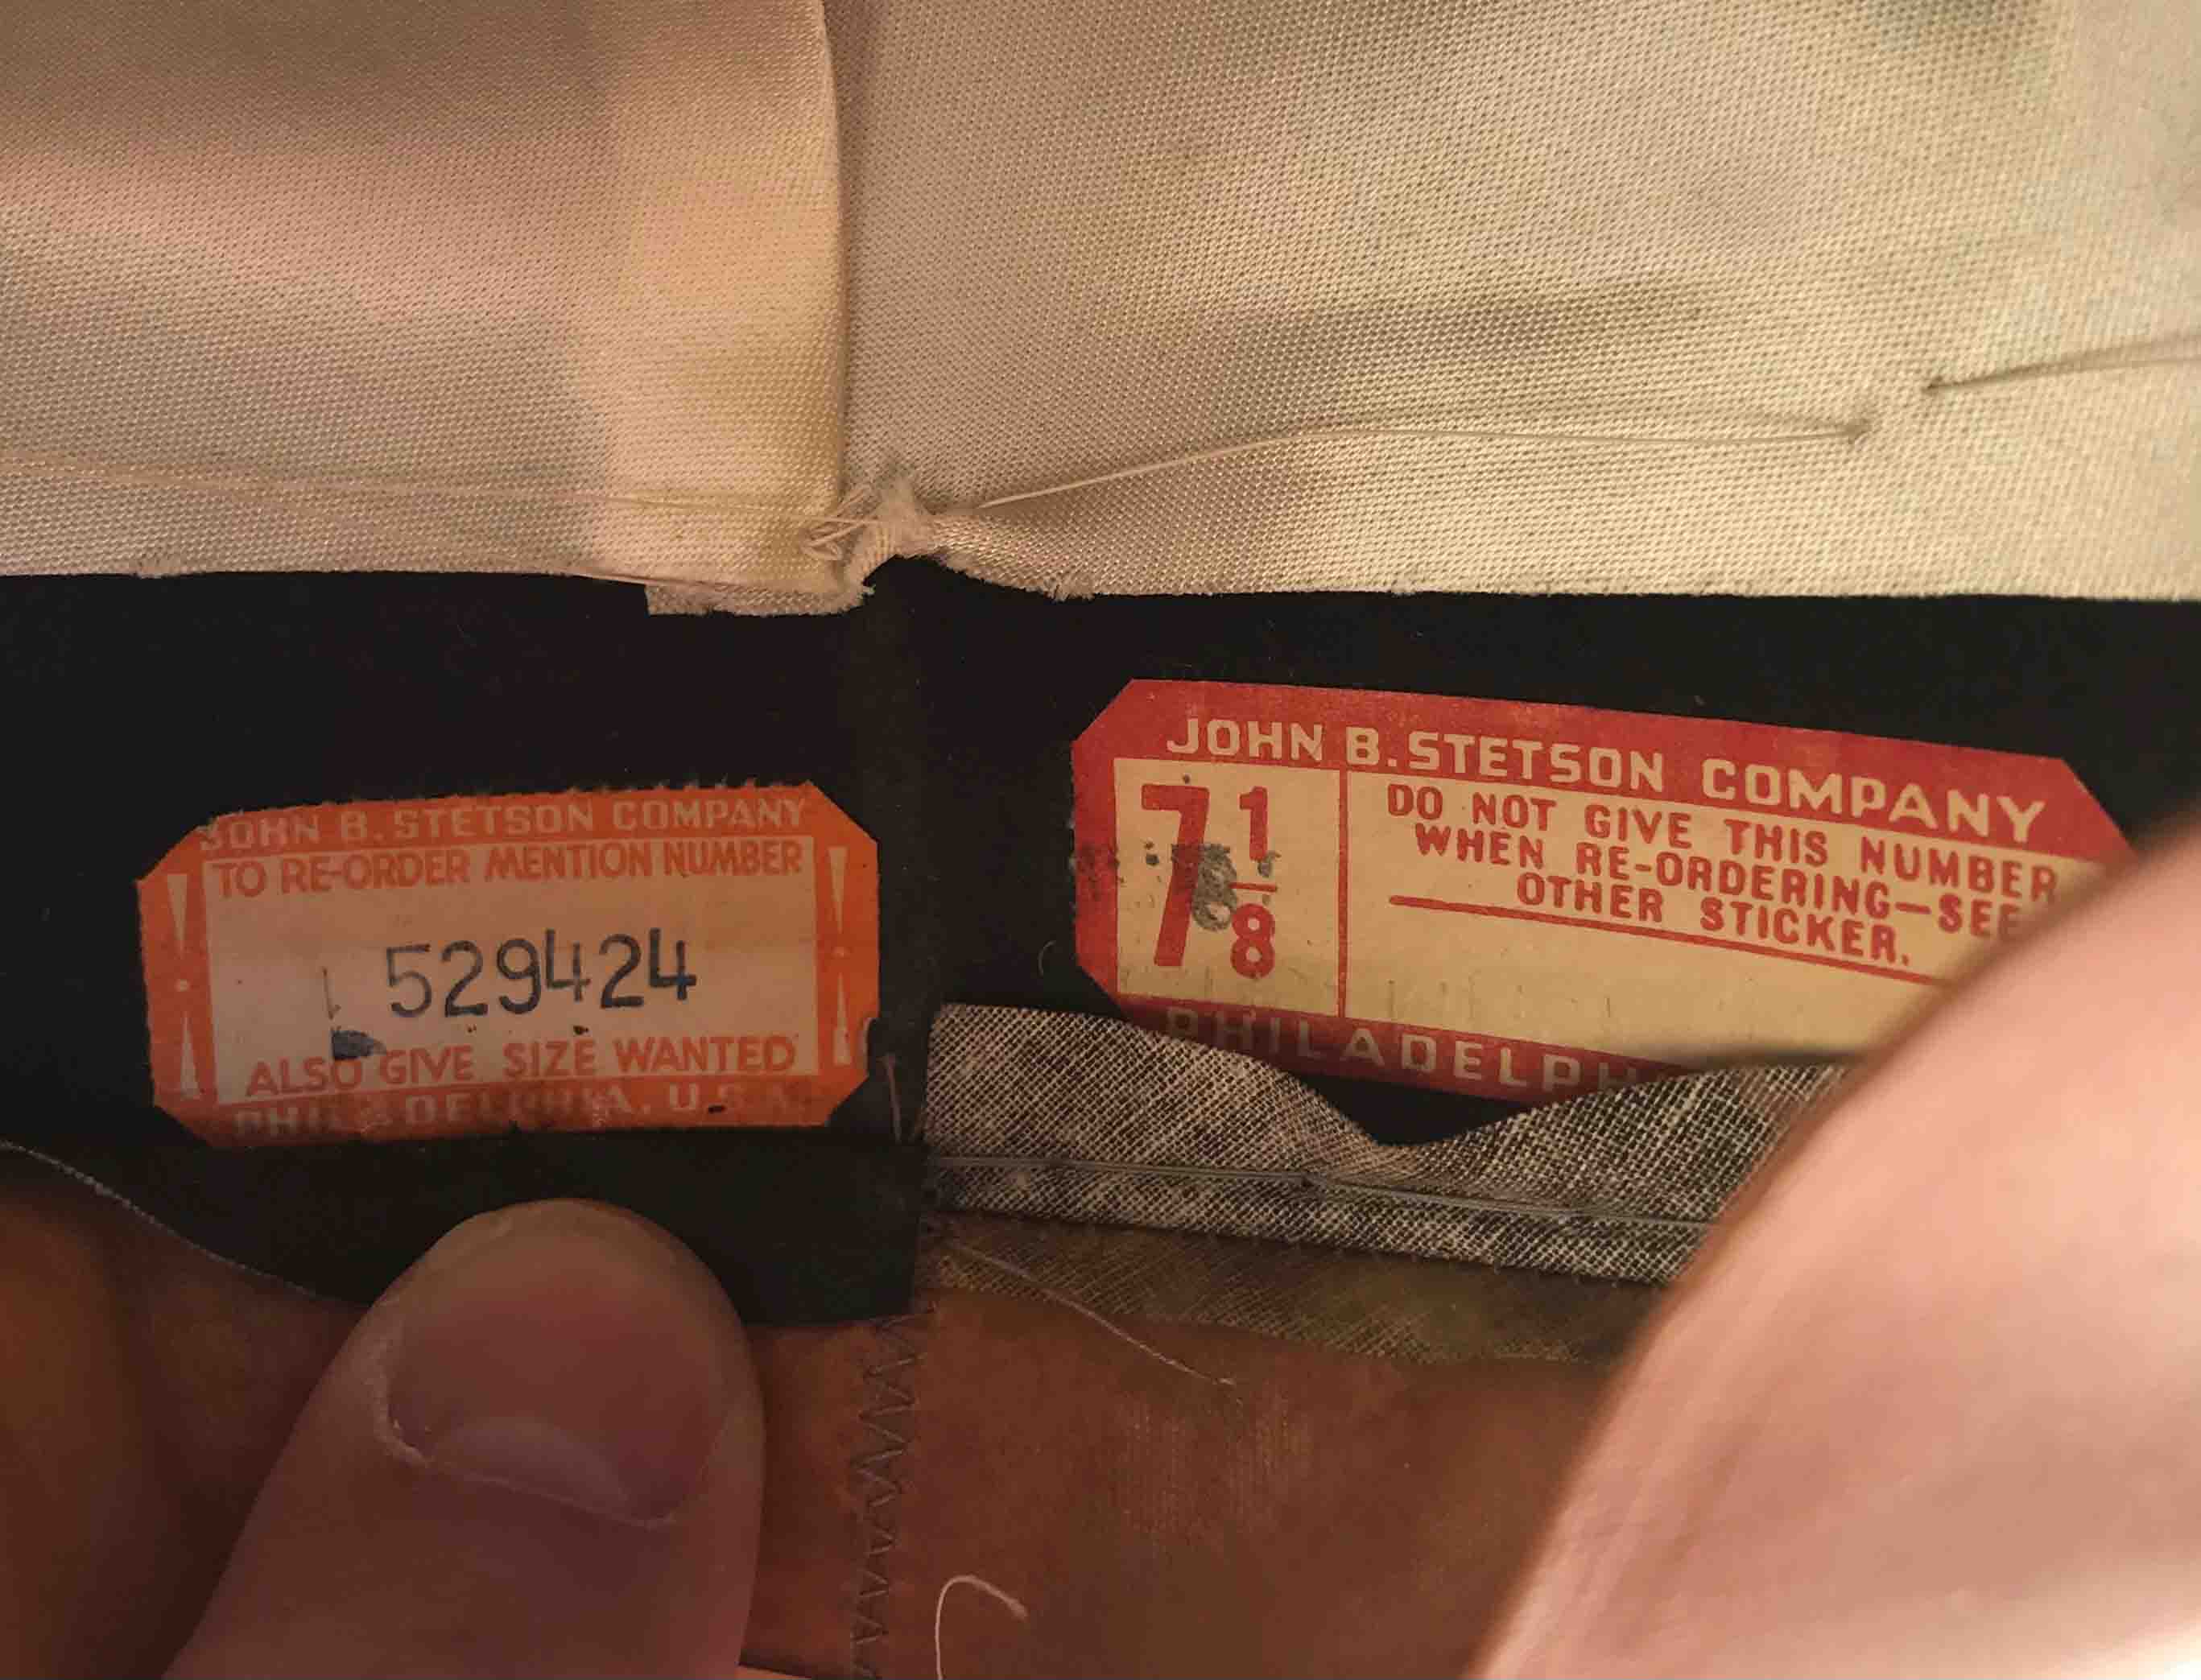 JOHN B. STETSON COMPANY
TO RE-ORDER MENTION NUMBER
529424
ALSO GIVE SIZE WANTED
PHILADELPHIA, U.S.A.
JOHN B. STETSON COMPANY
7 1/8
DO NOT GIVE THIS NUMBER
WHEN RE-ORDERING—SEE
OTHER STICKER.
PHILADELPH